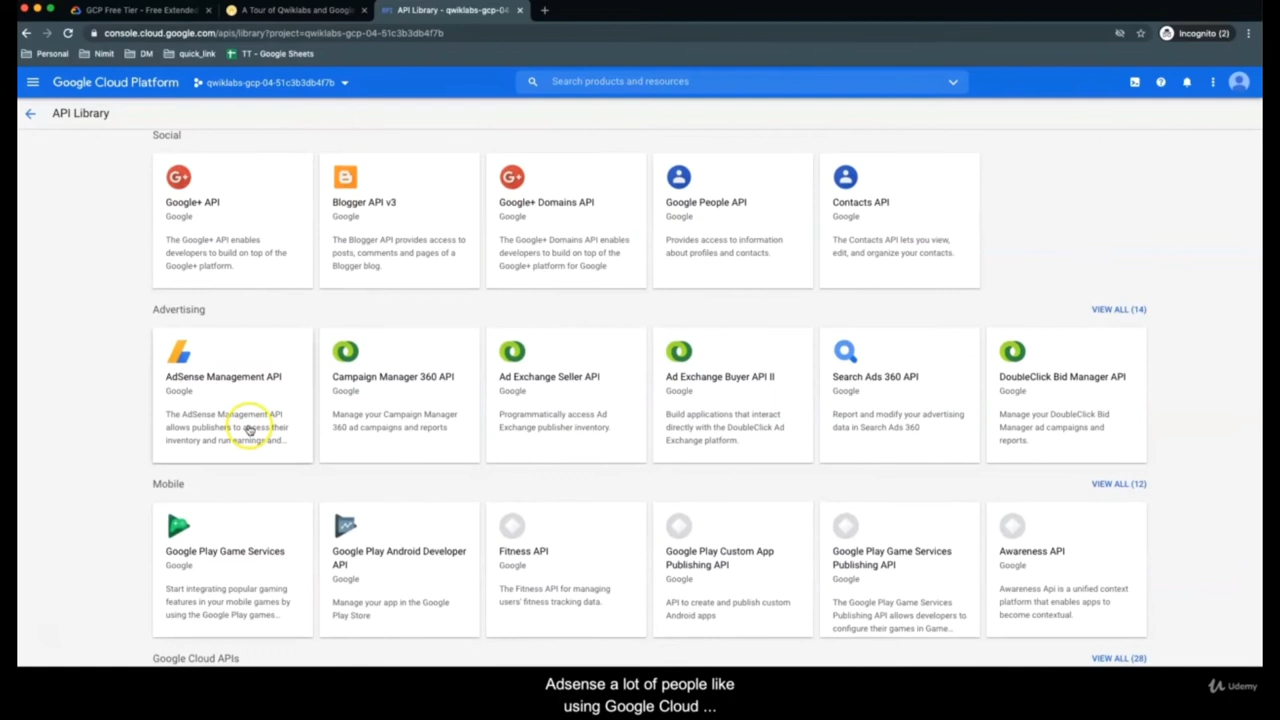 GCP Free Tier - Free Extended
A Tour of Qwiklabs and Google
API Library - qwiklabs-gcp-04
console.cloud.google.com/apis/library?project=qwiklabs-gcp-04-51c3b3db4f7b
Incognito (2)
Personal Nimit DM quick_link TT - Google Sheets
Google Cloud Platform qwiklabs-gcp-04-51c3b3db4f7b Search products and resources
API Library
Social
Google+ API
Google
The Google+ API enables
developers to build on top of the
Google+ platform.
Blogger API v3
Google
The Blogger API provides access to
posts, comments and pages of a
Blogger blog.
Google+ Domains API
Google
The Google+ Domains API enables
developers to build on top of the
Google+ platform for Google
Google People API
Google
Provides access to information
about profiles and contacts.
Contacts API
Google
The Contacts API lets you view,
edit, and organize your contacts.
Advertising VIEW ALL (14)
AdSense Management API
Google
The AdSense Management API
allows publishers to access their
inventory and run earnings and...
Campaign Manager 360 API
Google
Manage your Campaign Manager
360 ad campaigns and reports
Ad Exchange Seller API
Google
Programmatically access Ad
Exchange publisher inventory.
Ad Exchange Buyer API II
Google
Build applications that interact
directly with the DoubleClick Ad
Exchange platform.
Search Ads 360 API
Google
Report and modify your advertising
data in Search Ads 360
DoubleClick Bid Manager API
Google
Manage your DoubleClick Bid
Manager ad campaigns and
reports.
Mobile VIEW ALL (12)
Google Play Game Services
Google
Start integrating popular gaming
features in your mobile games by
using the Google Play games...
Google Play Android Developer
API
Google
Manage your app in the Google
Play Store
Fitness API
Google
The Fitness API for managing
users' fitness tracking data.
Google Play Custom App
Publishing API
Google
API to create and publish custom
Android apps
Google Play Game Services
Publishing API
Google
The Google Play Game Services
Publishing API allows developers to
configure their games in Game...
Awareness API
Google
Awareness Api is a unified context
platform that enables apps to
become contextual.
Google Cloud APIs VIEW ALL (28)
Adsense a lot of people like
using Google Cloud ...
Udemy